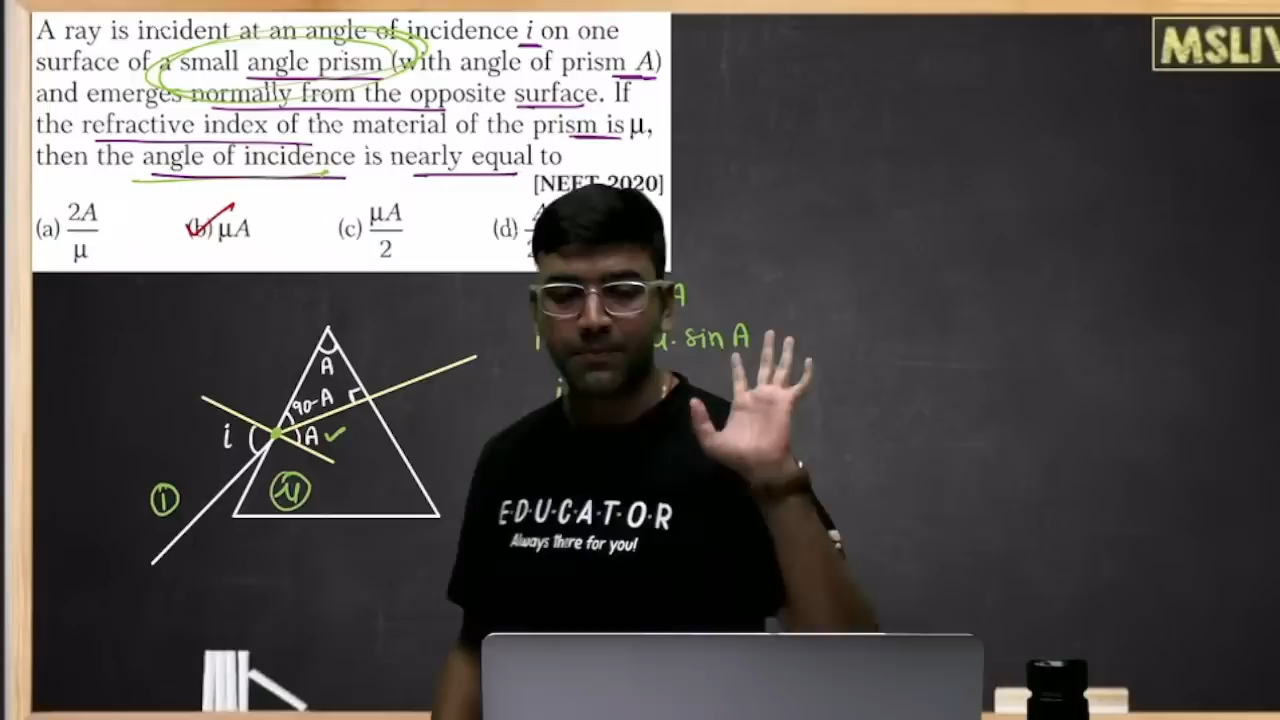 A ray is incident at an angle of incidence i on one
surface of a small angle prism (with angle of prism A)
and emerges normally from the opposite surface. If
the refractive index of the material of the prism is μ,
then the angle of incidence is nearly equal to
[NEET 2020]
(a) 2A/μ (b) μA (c) μA/2 (d)
MSLIV
A
μ. sin A
A
90-A
i
A ✓
①
μ
E·D·U·C·A·T·O·R
Always There for you!